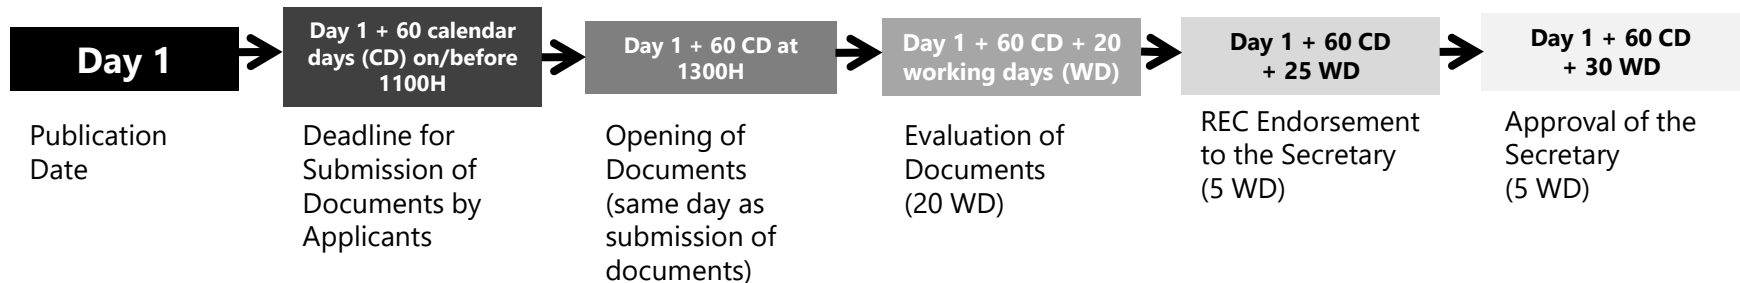 Day 1
Day 1 + 60 calendar
days (CD) on/before
1100H
Day 1 + 60 CD at
1300H
Day 1 + 60 CD + 20
working days (WD)
Day 1 + 60 CD
+ 25 WD
Day 1 + 60 CD
+ 30 WD
Publication
Date
Deadline for
Submission of
Documents by
Applicants
Opening of
Documents
(same day as
submission of
documents)
Evaluation of
Documents
(20 WD)
REC Endorsement
to the Secretary
(5 WD)
Approval of the
Secretary
(5 WD)